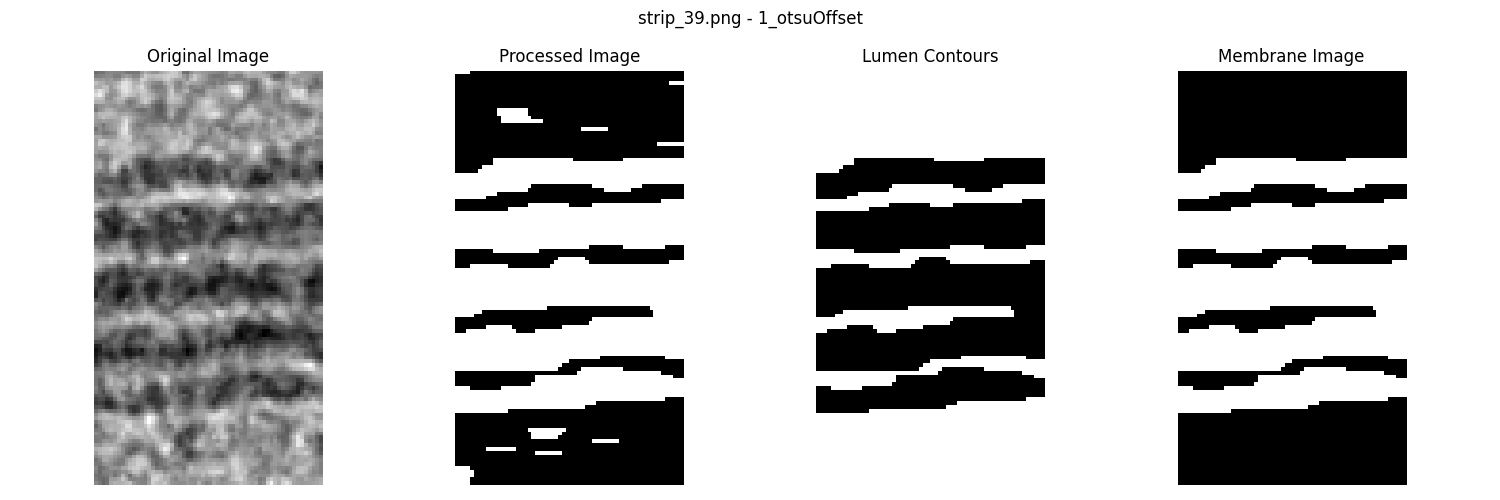 strip_39.png - 1_otsuOffset
Original Image
Processed Image
Lumen Contours
Membrane Image